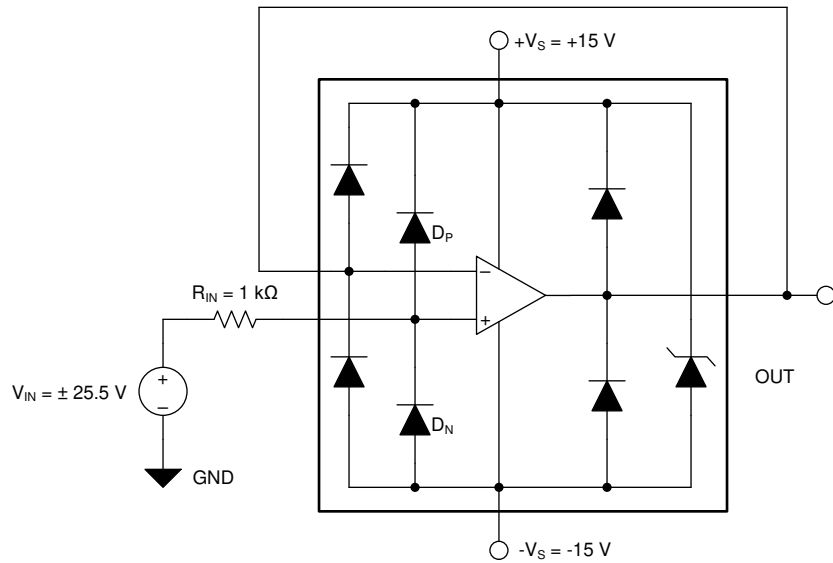 +V_S = +15 V
D_P
−
R_IN = 1 kΩ
+
+
V_IN = ± 25.5 V
−
OUT
D_N
GND
-V_S = -15 V